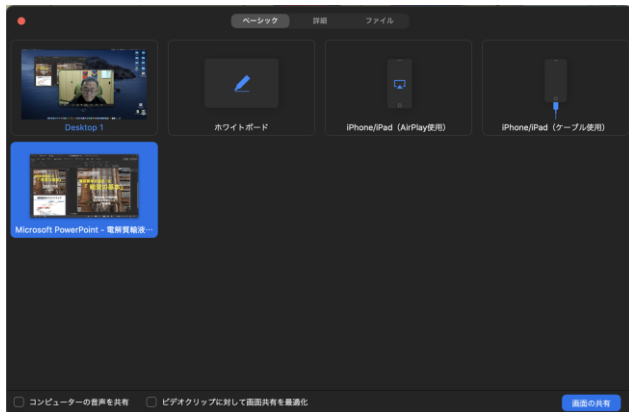 ベーシック
詳細
ファイル
Desktop 1
ホワイトボード
iPhone/iPad（AirPlay使用）
iPhone/iPad（ケーブル使用）
Microsoft PowerPoint - 電解質輸液…
コンピューターの音声を共有
ビデオクリップに対して画面共有を最適化
画面の共有